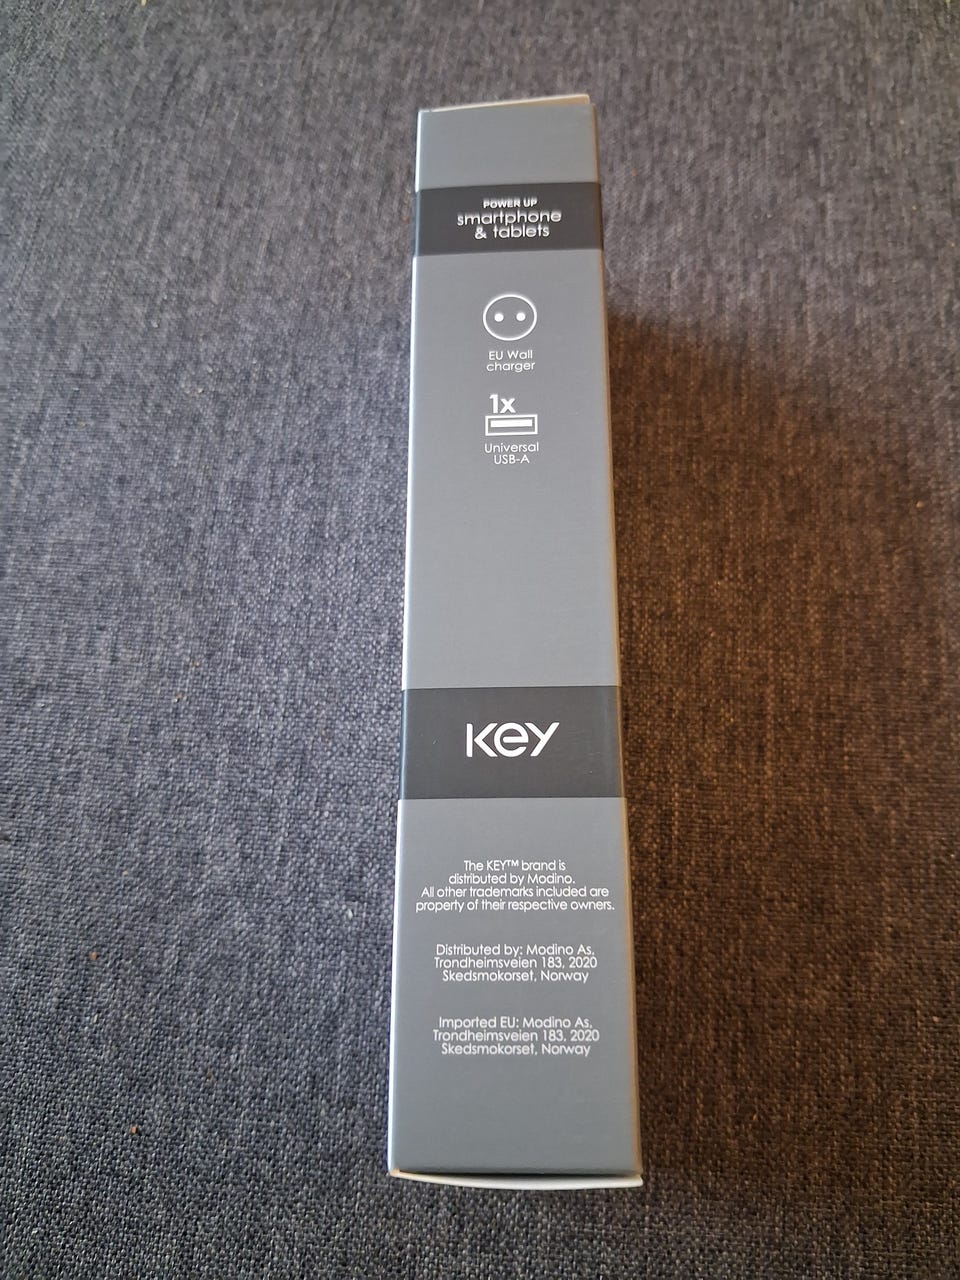 POWER UP
smartphone
& tablets
EU Wall
charger
1x
Universal
USB-A
KEY
The KEY™ brand is
distributed by Modino.
All other trademarks included are
property of their respective owners.
Distributed by: Modino As,
Trondheimsveien 183, 2020
Skedsmokorset, Norway
Imported EU: Modino As,
Trondheimsveien 183, 2020
Skedsmokorset, Norway